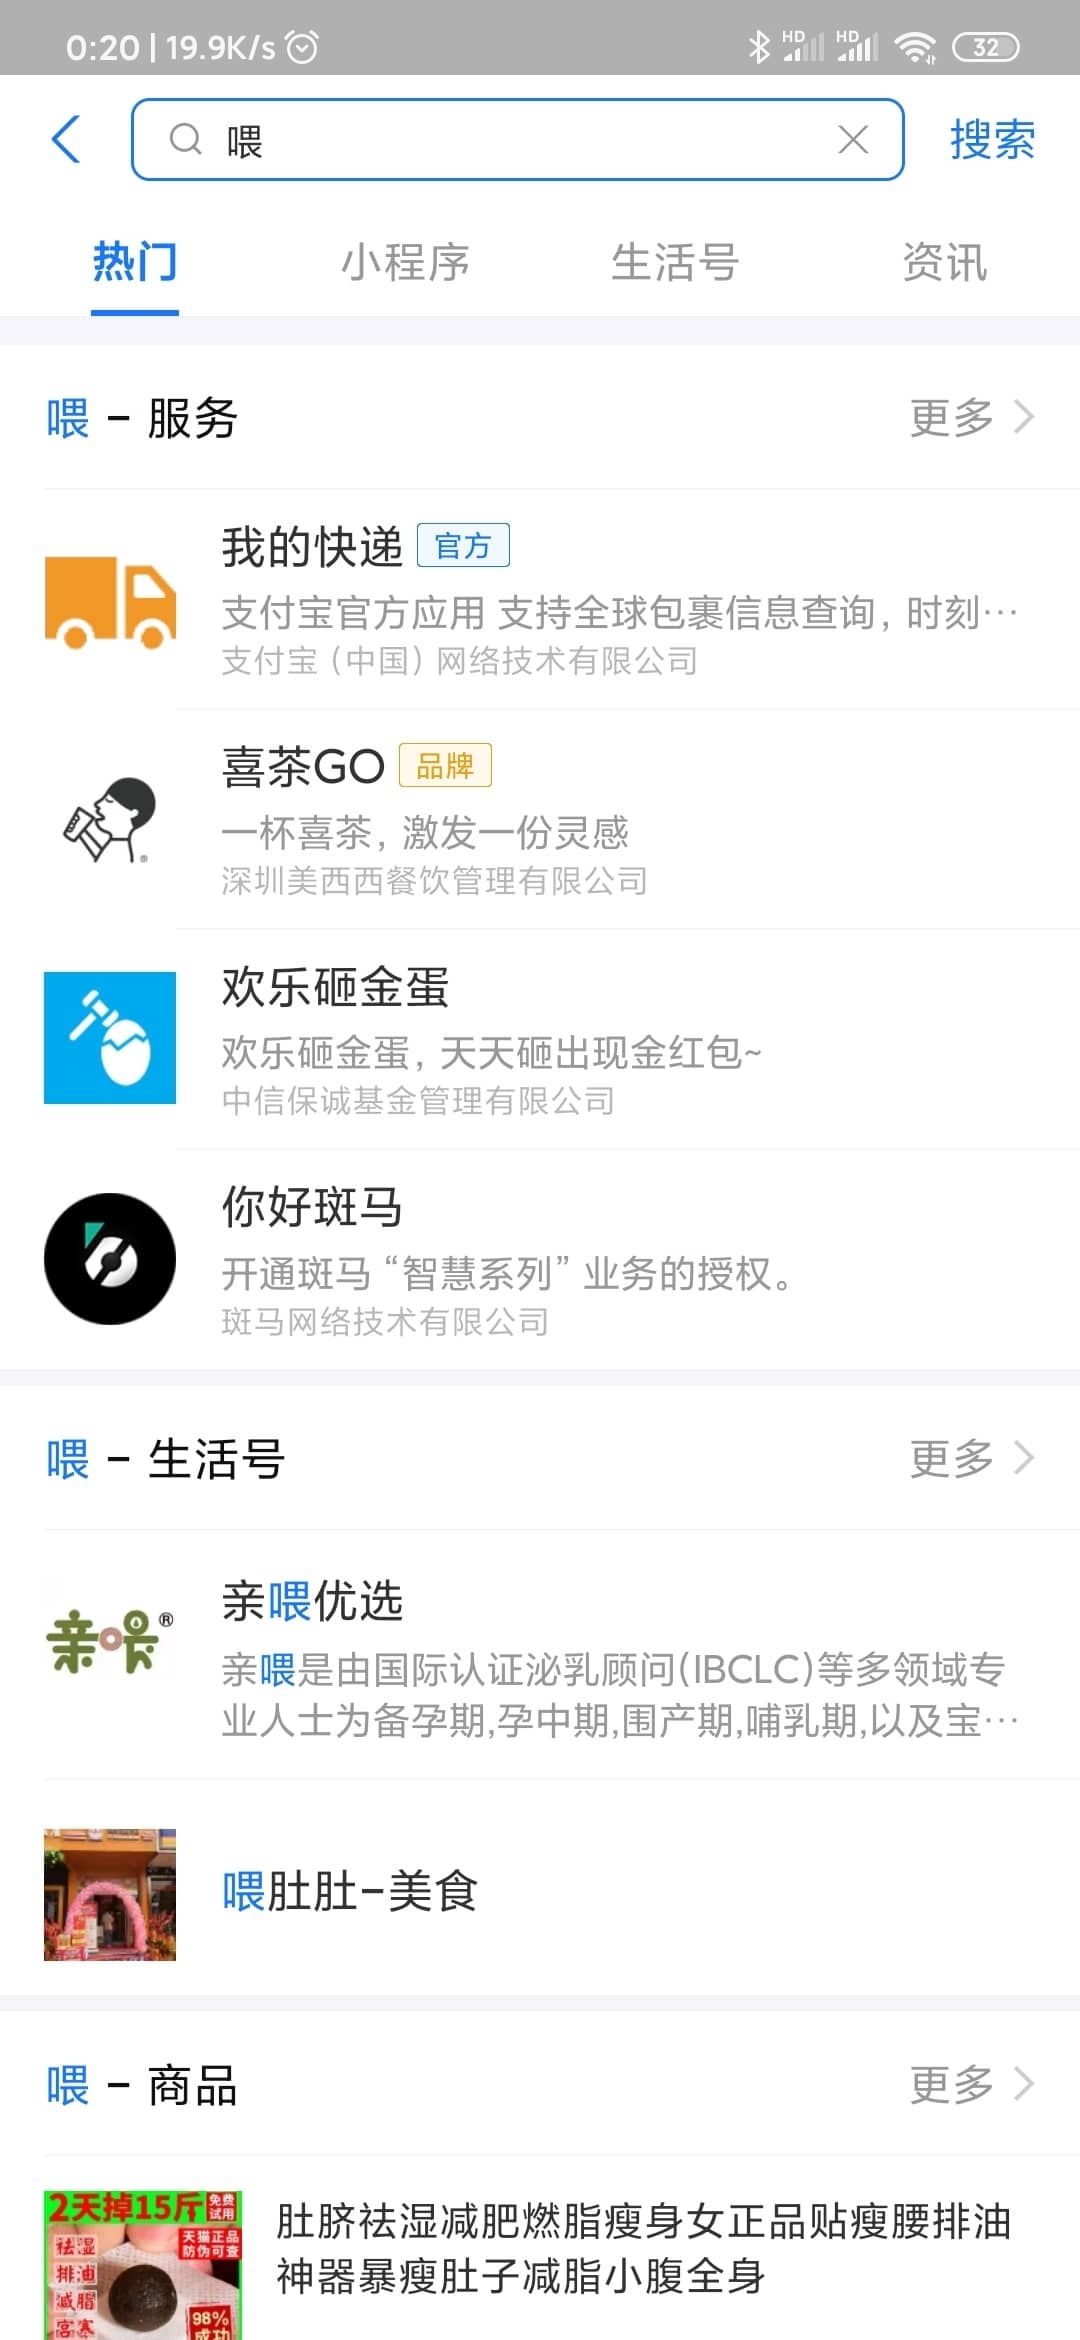 0:20 | 19.9K/s
HD HD 32
喂
搜索
热门 小程序 生活号 资讯
喂 - 服务 更多
我的快递 官方
支付宝官方应用 支持全球包裹信息查询，时刻···
支付宝（中国）网络技术有限公司
喜茶GO 品牌
一杯喜茶，激发一份灵感
深圳美西西餐饮管理有限公司
欢乐砸金蛋
欢乐砸金蛋，天天砸出现金红包~
中信保诚基金管理有限公司
你好斑马
开通斑马“智慧系列”业务的授权。
斑马网络技术有限公司
喂 - 生活号 更多
亲喂®
亲喂优选
亲喂是由国际认证泌乳顾问(IBCLC)等多领域专
业人士为备孕期,孕中期,围产期,哺乳期,以及宝···
喂肚肚-美食
喂 - 商品 更多
2天掉15斤 免费
试用
天猫正品
防伪可查
祛湿
排油
减脂
宫寒
98%
成功
肚脐祛湿减肥燃脂瘦身女正品贴瘦腰排油
神器暴瘦肚子减脂小腹全身